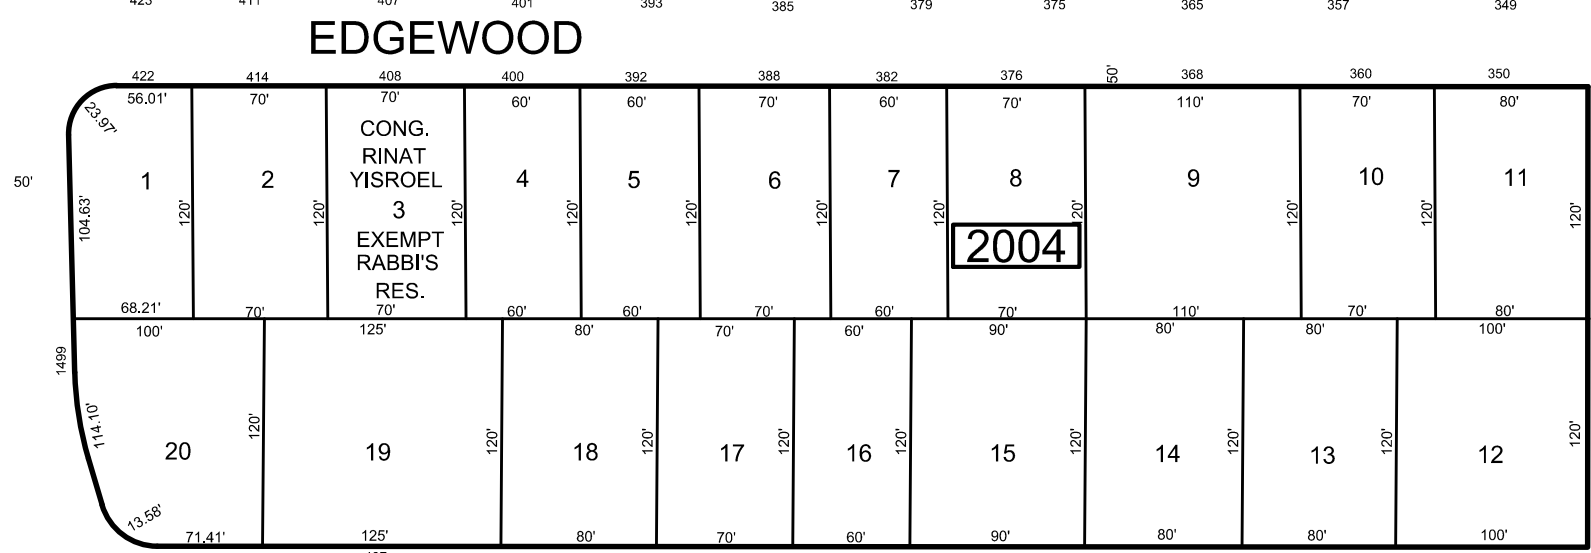 423 411 407 401 393 385 379 375 365 357 349
EDGEWOOD
422 414 408 400 392 388 382 376 50' 368 360 350
56.01' 70' 70' 60' 60' 70' 60' 70' 110' 70' 80'
23.97'
CONG.
RINAT
YISROEL
50' 1 2 4 5 6 7 8 9 10 11
3
104.63' 120' 120' 120' 120' 120' 120' 120' 120' 120' 120' 120'
EXEMPT
RABBI'S
RES.
2004
68.21' 70' 70' 60' 60' 70' 60' 70' 110' 70' 80'
100' 125' 80' 70' 60' 90' 80' 80' 100'
1499
114.10' 120' 120' 120' 120' 120' 120' 120' 120' 120'
20 19 18 17 16 15 14 13 12
13.58'
71.41' 125' 80' 70' 60' 90' 80' 80' 100'